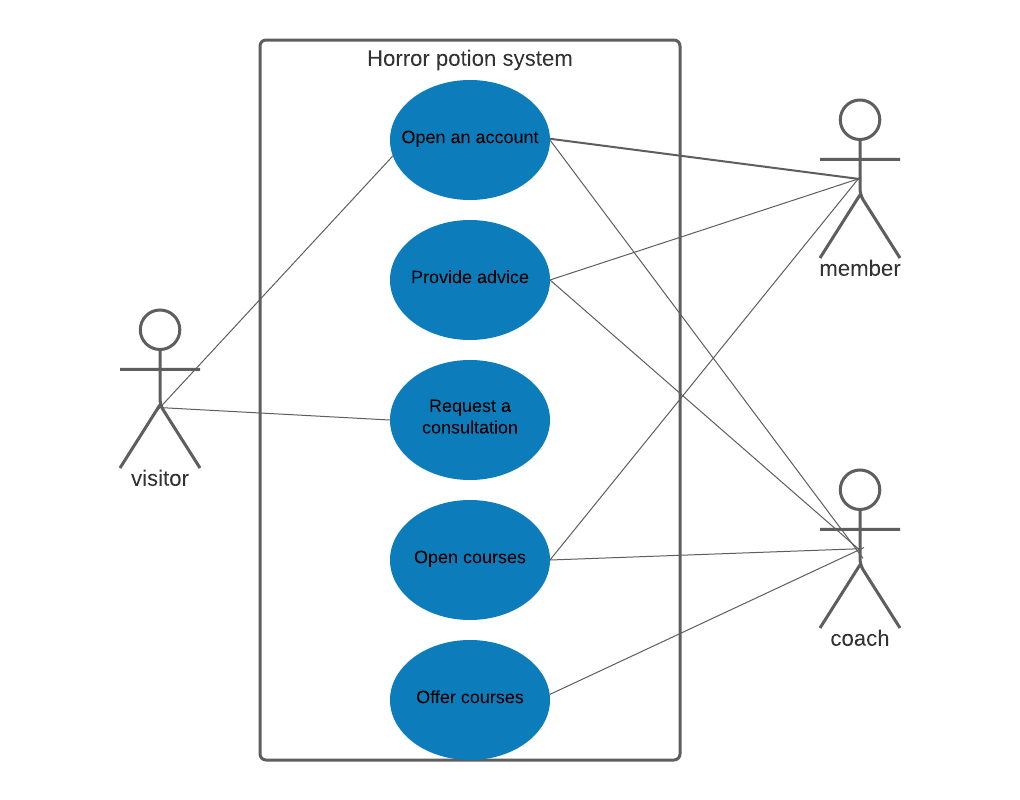 Horror potion system
Open an account
Provide advice
Request a
consultation
Open courses
Offer courses
visitor
member
coach